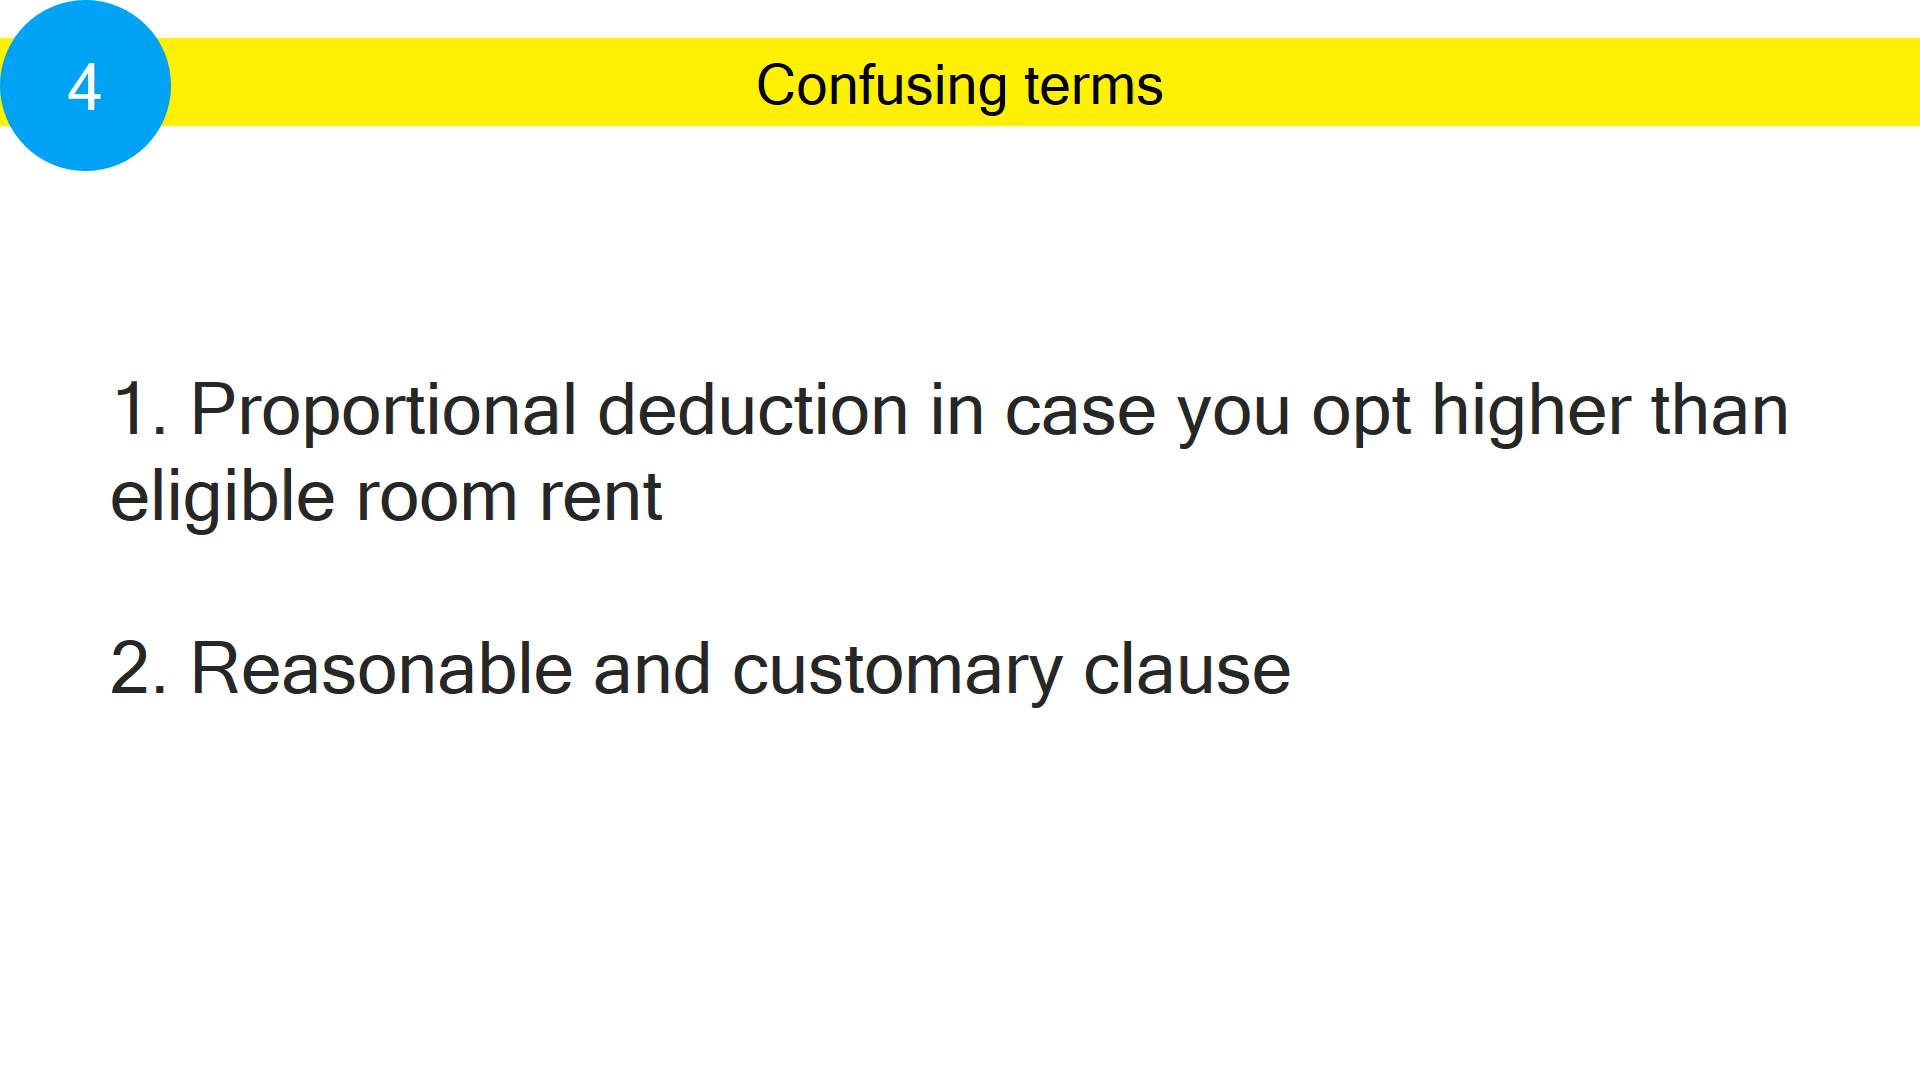 4
Confusing terms
1. Proportional deduction in case you opt higher than
eligible room rent
2. Reasonable and customary clause